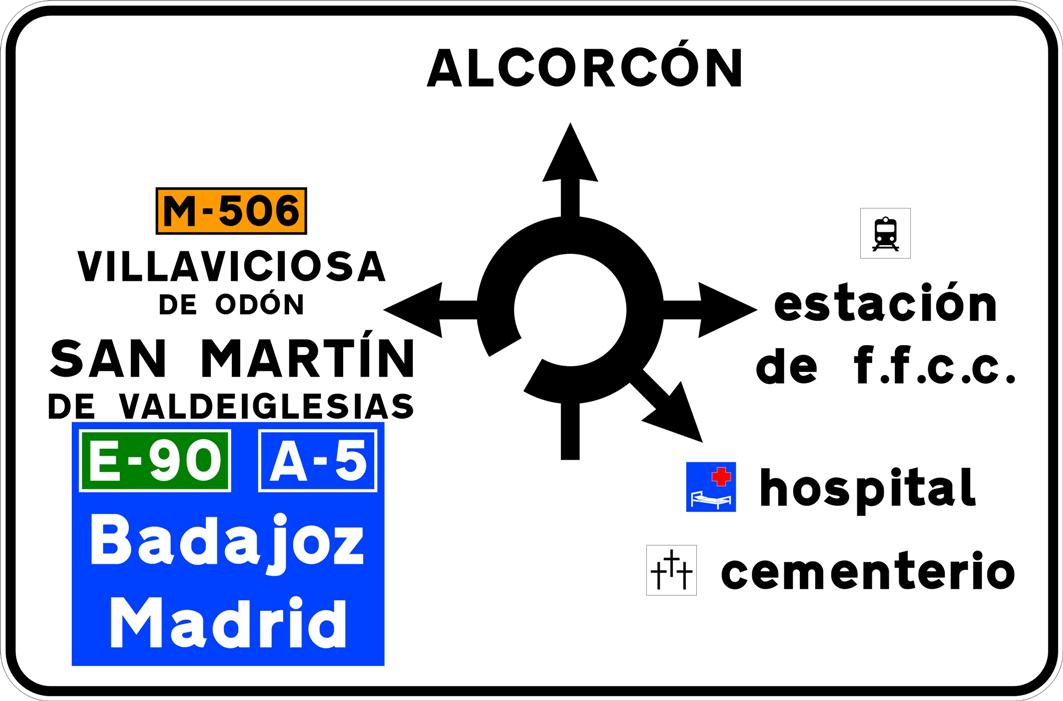 ALCORCÓN
M-506
VILLAVICIOSA
DE ODÓN
SAN MARTÍN
DE VALDEIGLESIAS
E-90 A-5
Badajoz
Madrid
estación
de f.f.c.c.
hospital
cementerio